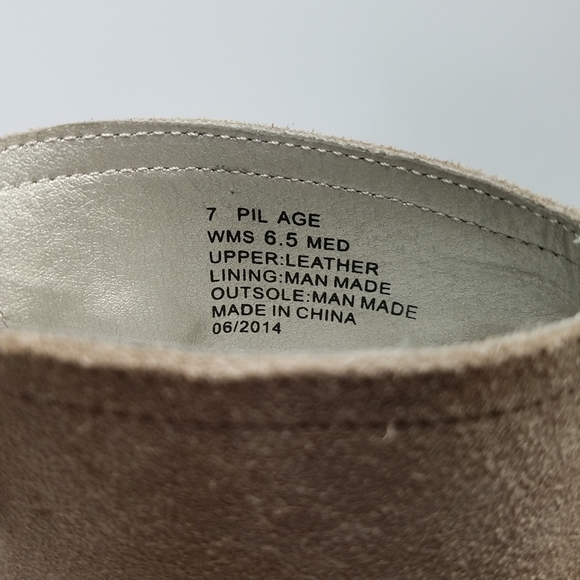 7 PIL AGE
WMS 6.5 MED
UPPER:LEATHER
LINING:MAN MADE
OUTSOLE:MAN MADE
MADE IN CHINA
06/2014